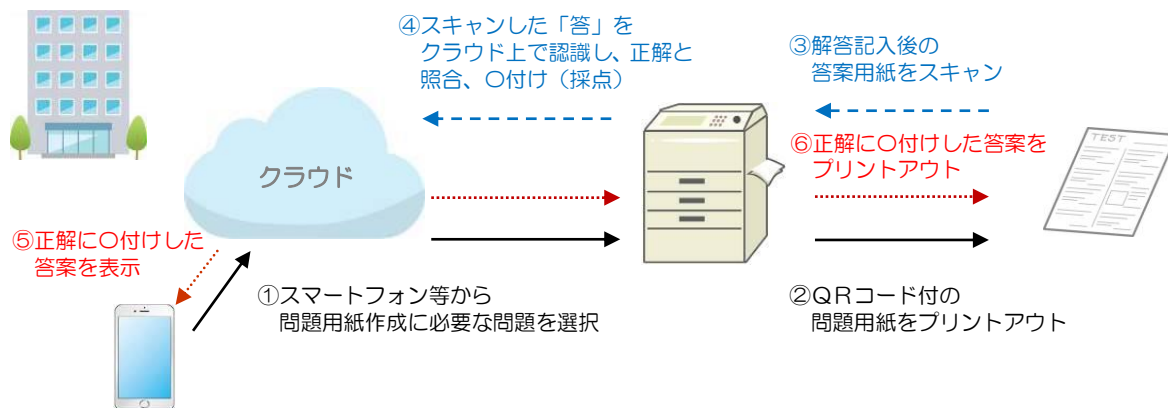 ④スキャンした「答」を
クラウド上で認識し、正解と
照合、〇付け（採点）
③解答記入後の
答案用紙をスキャン
⑥正解に〇付けした答案を
プリントアウト
TEST
クラウド
⑤正解に〇付けした
答案を表示
①スマートフォン等から
問題用紙作成に必要な問題を選択
②ＱＲコード付の
問題用紙をプリントアウト